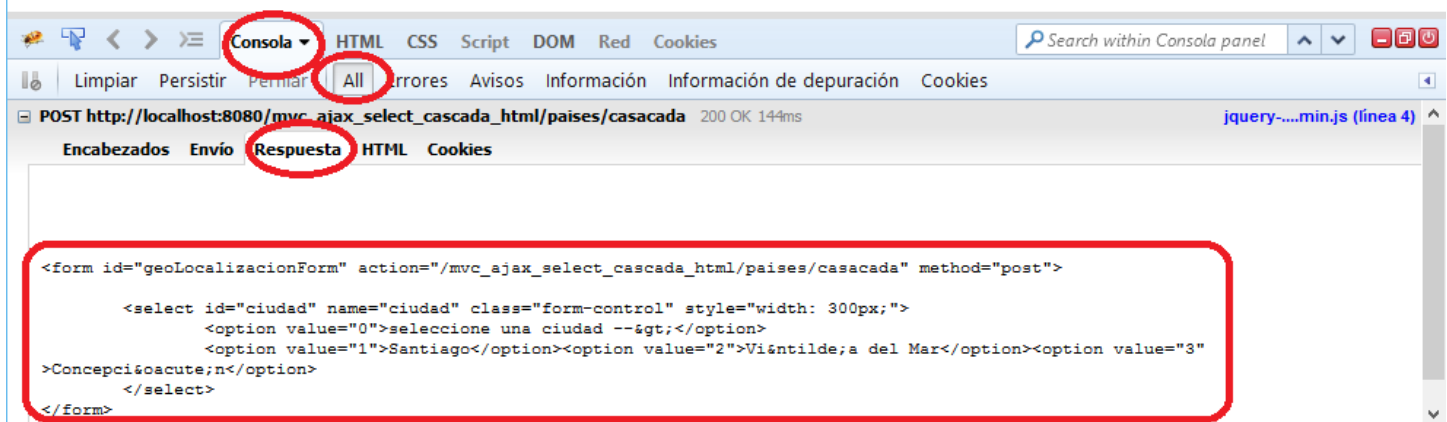 Consola HTML CSS Script DOM Red Cookies Search within Consola panel
Limpiar Persistir Perfilar All Errores Avisos Información Información de depuración Cookies
POST http://localhost:8080/mvc_ajax_select_cascada_html/paises/casacada 200 OK 144ms jquery-....min.js (línea 4)
Encabezados Envío Respuesta HTML Cookies
<form id="geoLocalizacionForm" action="/mvc_ajax_select_cascada_html/paises/casacada" method="post">
<select id="ciudad" name="ciudad" class="form-control" style="width: 300px;">
<option value="0">seleccione una ciudad --&gt;</option>
<option value="1">Santiago</option><option value="2">Vi&ntilde;a del Mar</option><option value="3"
>Concepci&oacute;n</option>
</select>
</form>